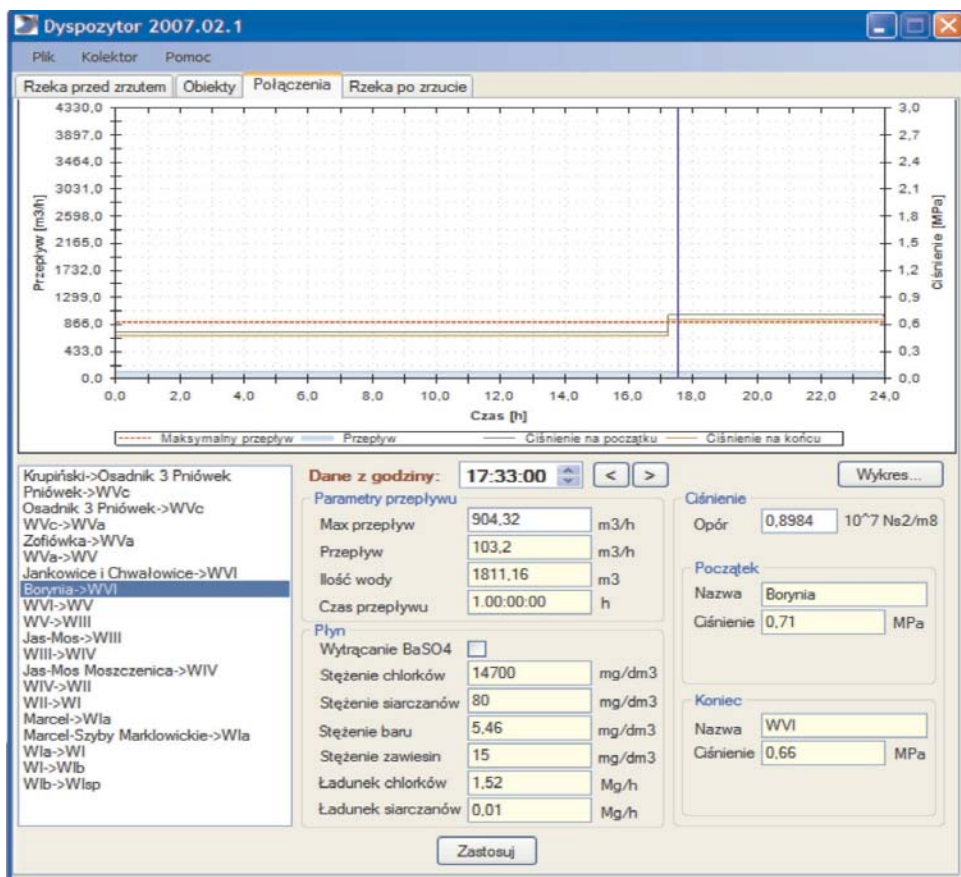 Dyspozytor 2007.02.1
Plik Kolektor Pomoc
Rzeka przed zrzutem Obiekty Połączenia Rzeka po zrzucie
Przepływ [m3/h]
4330,0
3897,0
3464,0
3031,0
2598,0
2165,0
1732,0
1299,0
866,0
433,0
0,0
Ciśnienie [MPa]
3,0
2,7
2,4
2,1
1,8
1,5
1,2
0,9
0,6
0,3
0,0
0,0 2,0 4,0 6,0 8,0 10,0 12,0 14,0 16,0 18,0 20,0 22,0 24,0
Czas [h]
Maksymalny przepływ Przepływ Ciśnienie na początku Ciśnienie na końcu
Krupiński->Osadnik 3 Pniówek
Pniówek->WVc
Osadnik 3 Pniówek->WVc
WVc->WVa
Zofiówka->WVa
WVa->WV
Jankowice i Chwałowice->WVI
Borynia->WVI
WVI->WV
WV->WIII
Jas-Mos->WIII
WIII->WIV
Jas-Mos Moszczenica->WIV
WIV->WII
WII->WI
Marcel->WIa
Marcel-Szyby Marklowickie->WIa
WIa->WI
WI->WIb
WIb->WIsp
Dane z godziny: 17:33:00 < > Wykres...
Parametry przepływu
Max przepływ 904,32 m3/h
Przepływ 103,2 m3/h
Ilość wody 1811,16 m3
Czas przepływu 1.00:00:00 h
Płyn
Wytrącanie BaSO4
Stężenie chlorków 14700 mg/dm3
Stężenie siarczanów 80 mg/dm3
Stężenie baru 5,46 mg/dm3
Stężenie zawiesin 15 mg/dm3
Ładunek chlorków 1,52 Mg/h
Ładunek siarczanów 0,01 Mg/h
Ciśnienie
Opór 0,8984 10^7 Ns2/m8
Początek
Nazwa Borynia
Ciśnienie 0,71 MPa
Koniec
Nazwa WVI
Ciśnienie 0,66 MPa
Zastosuj